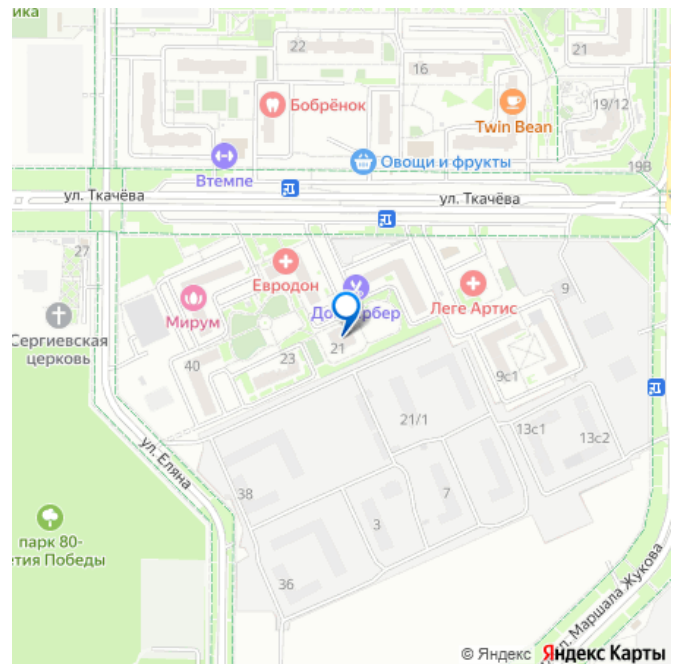 ика
22
16
21
Бобрёнок
Twin Bean
19/12
Втемпе
Овощи и фрукты
19В
ул. Ткачёва
ул. Ткачёва
27
Сергиевская
церковь
Евродон
Мирум
Леге Артис
9
40
23
21
9с1
21/1
13с1
13с2
ул. Еляна
38
3
7
36
парк 80-
етия Победы
ул. Маршала Жукова
© Яндекс Яндекс Карты